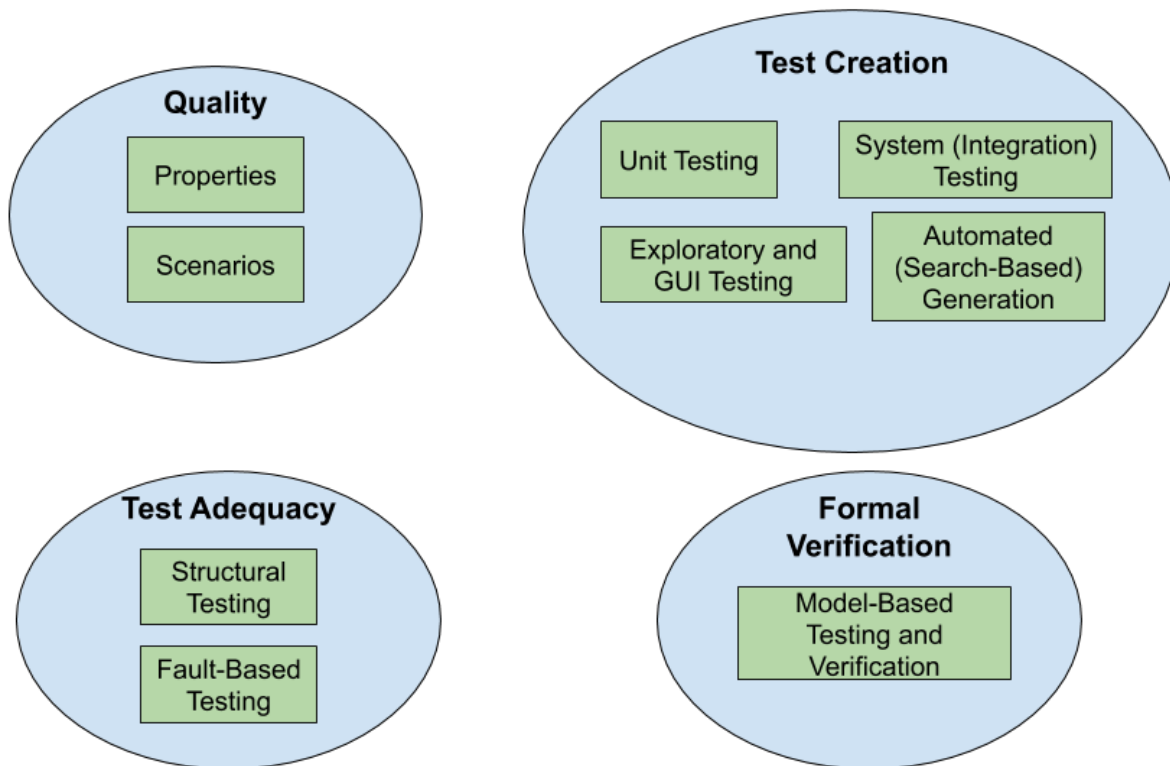 Quality
Properties
Scenarios
Test Creation
Unit Testing
System (Integration)
Testing
Exploratory and
GUI Testing
Automated
(Search-Based)
Generation
Test Adequacy
Structural
Testing
Fault-Based
Testing
Formal
Verification
Model-Based
Testing and
Verification